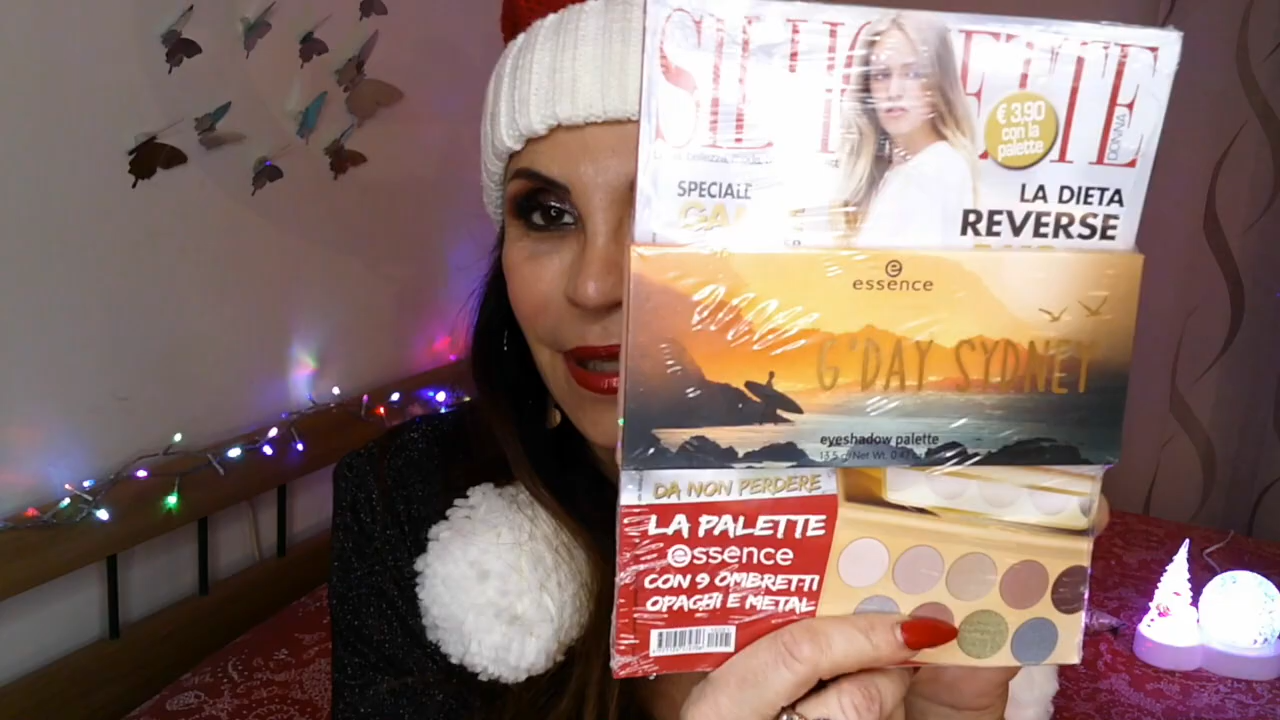 SILHOUETTE
DONNA
€ 3,90
con la
palette
SPECIALE
LA DIETA
REVERSE
essence
G'DAY SYDNEY
eyeshadow palette
DA NON PERDERE
LA PALETTE
essence
CON 9 OMBRETTI
OPACHI E METAL